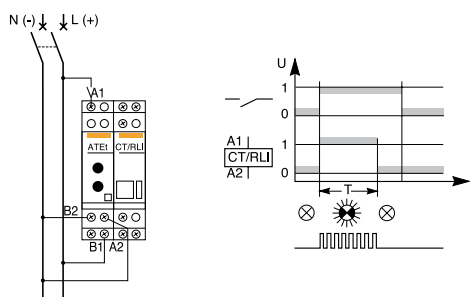 N (-) L (+)
A1
ATEt CT/RLI
B2
B1 A2
U
1
0
A1
CT/RLI
A2
1
0
T